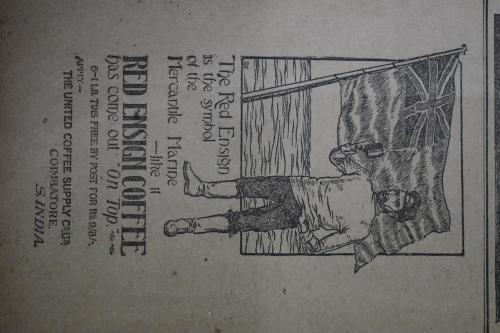 The Red Ensign
is the symbol
of the
Mercantile Marine
—like it
RED ENSIGN COFFEE
has come out "on Top."
6-1 LB. TINS FREE BY POST FOR RS. 9/8/-.
APPLY:—
THE UNITED COFFEE SUPPLY CO. LTD.
COIMBATORE,
S. INDIA.